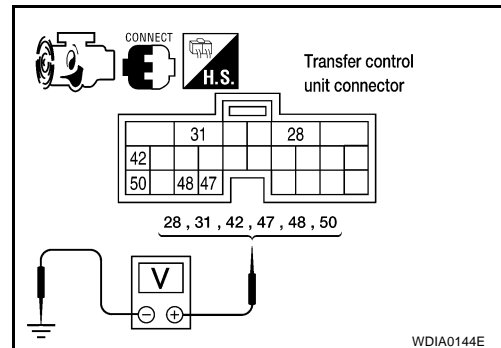 CONNECT
H.S.
Transfer control
unit connector
31 28
42
50 48 47
28 , 31 , 42 , 47 , 48 , 50
V
− +
WDIA0144E